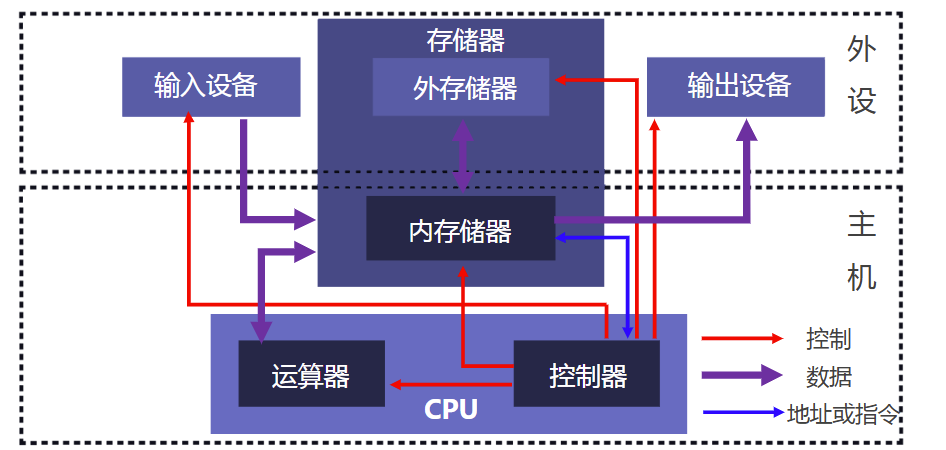 存储器
外存储器
输入设备
输出设备
外
设
内存储器
主
机
运算器
控制器
CPU
控制
数据
地址或指令